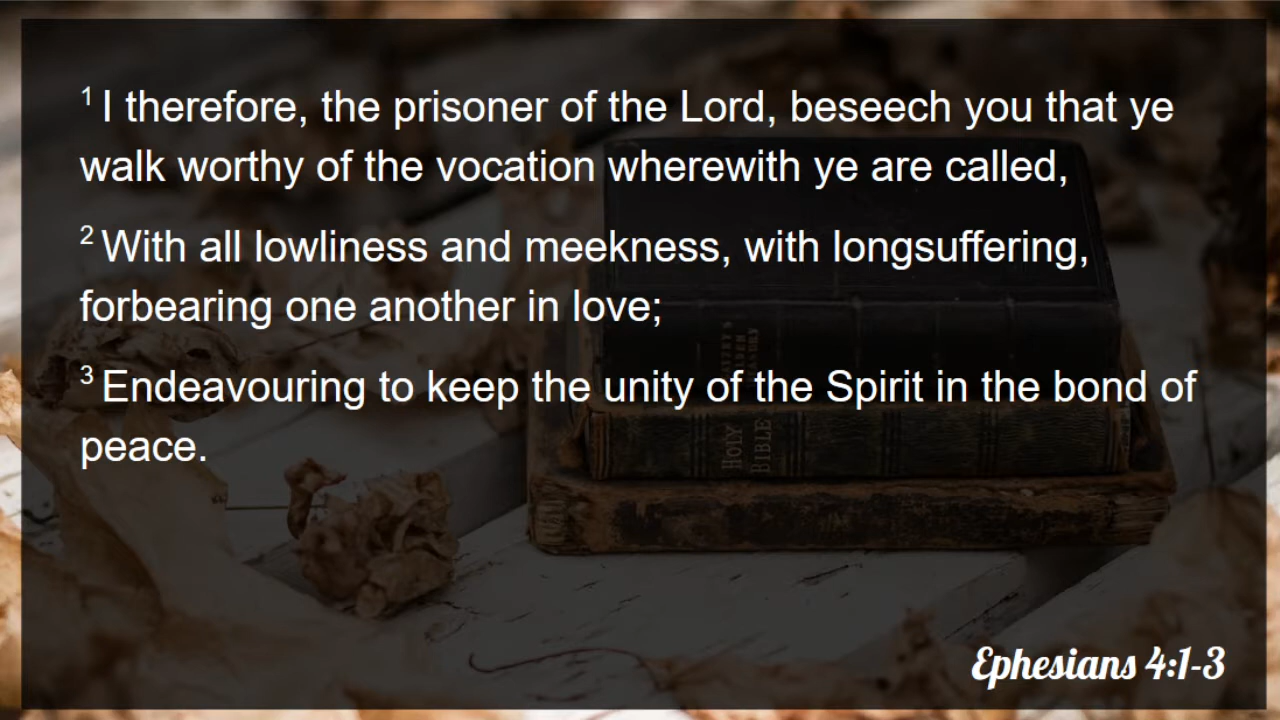 1 I therefore, the prisoner of the Lord, beseech you that ye
walk worthy of the vocation wherewith ye are called,
2 With all lowliness and meekness, with longsuffering,
forbearing one another in love;
3 Endeavouring to keep the unity of the Spirit in the bond of
peace.
HOLY
BIBLE
Ephesians 4:1-3